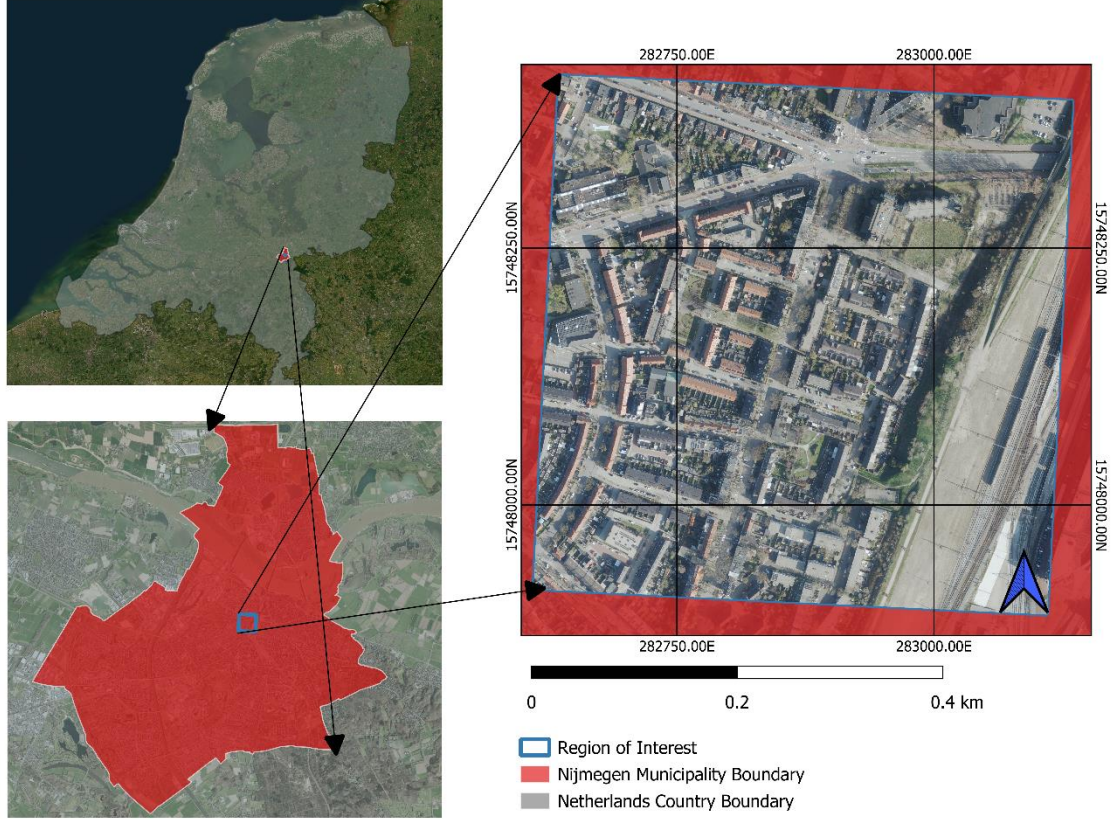 282750.00E 283000.00E
15748250.00N 15748250.00N
15748000.00N 15748000.00N
282750.00E 283000.00E
0 0.2 0.4 km
Region of Interest
Nijmegen Municipality Boundary
Netherlands Country Boundary